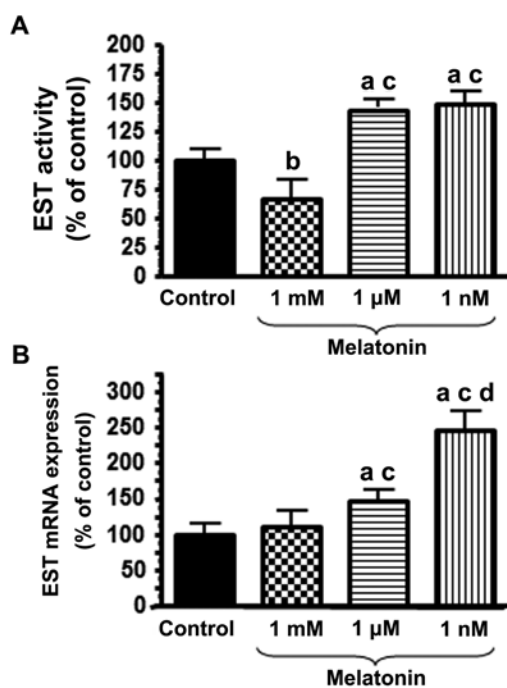 A
EST activity
(% of control)
200
175
150
125
100
75
50
25
0
b
a c
a c
Control
1 mM
1 µM
1 nM
Melatonin
B
EST mRNA expression
(% of control)
300
250
200
150
100
50
0
a c
a c d
Control
1 mM
1 µM
1 nM
Melatonin